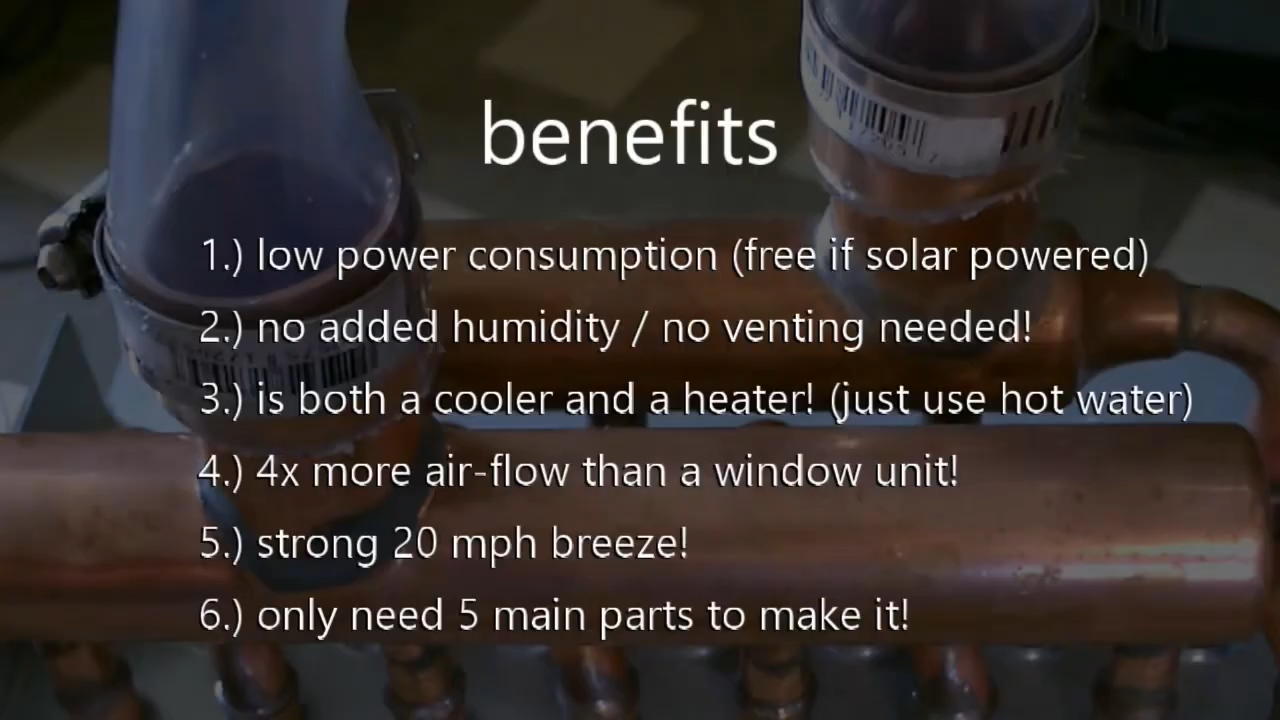 benefits
1.) low power consumption (free if solar powered)
2.) no added humidity / no venting needed!
3.) is both a cooler and a heater! (just use hot water)
4.) 4x more air-flow than a window unit!
5.) strong 20 mph breeze!
6.) only need 5 main parts to make it!